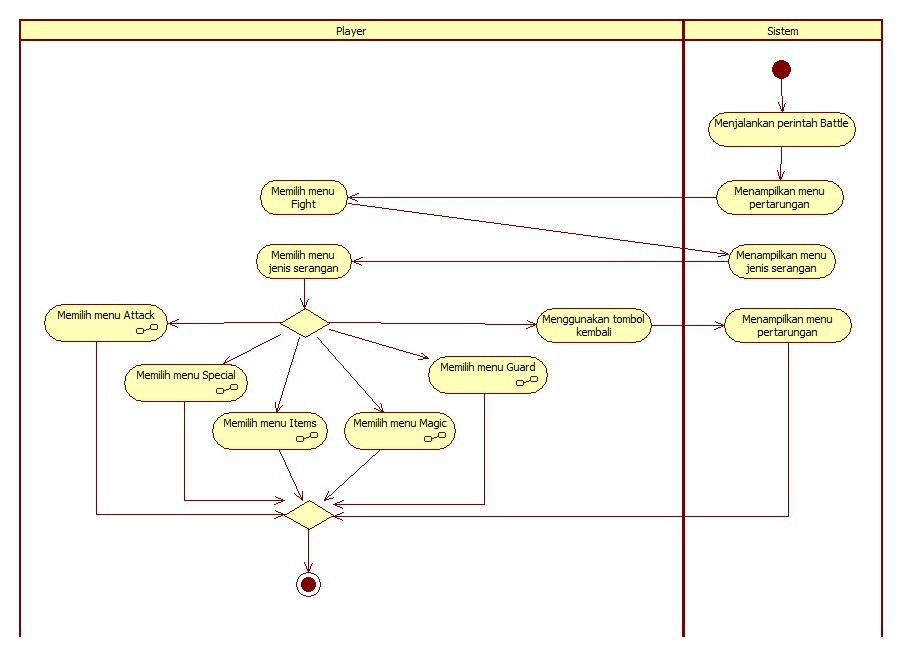 Player
Sistem
Menjalankan perintah Battle
Memilih menu
Fight
Menampilkan menu
pertarungan
Memilih menu
jenis serangan
Menampilkan menu
jenis serangan
Memilih menu Attack
Menggunakan tombol
kembali
Menampilkan menu
pertarungan
Memilih menu Special
Memilih menu Guard
Memilih menu Items
Memilih menu Magic